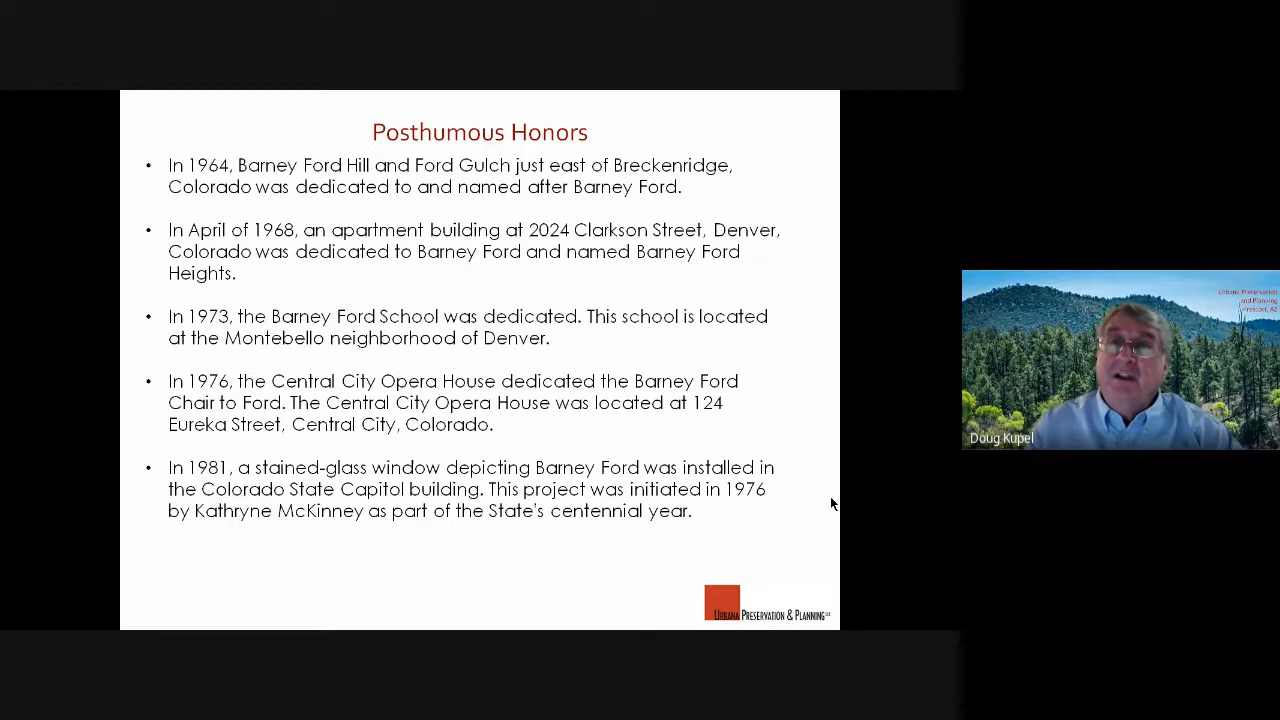 Posthumous Honors
• In 1964, Barney Ford Hill and Ford Gulch just east of Breckenridge,
Colorado was dedicated to and named after Barney Ford.
• In April of 1968, an apartment building at 2024 Clarkson Street, Denver,
Colorado was dedicated to Barney Ford and named Barney Ford
Heights.
• In 1973, the Barney Ford School was dedicated. This school is located
at the Montebello neighborhood of Denver.
• In 1976, the Central City Opera House dedicated the Barney Ford
Chair to Ford. The Central City Opera House was located at 124
Eureka Street, Central City, Colorado.
• In 1981, a stained-glass window depicting Barney Ford was installed in
the Colorado State Capitol building. This project was initiated in 1976
by Kathryne McKinney as part of the State's centennial year.
URBANA PRESERVATION & PLANNING LLC
Urbana Preservation
and Planning
Prescott, AZ
Doug Kupel